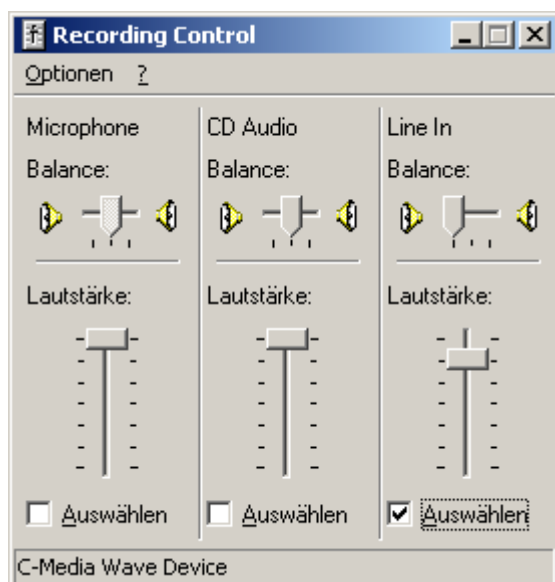 Recording Control
Optionen ?
Microphone CD Audio Line In
Balance: Balance: Balance:
Lautstärke: Lautstärke: Lautstärke:
Auswählen Auswählen Auswählen
C-Media Wave Device